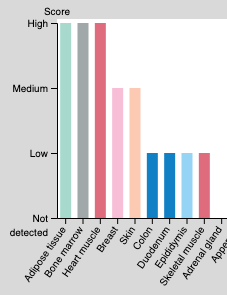 Score
High
Medium
Low
Not
detected
Adipose tissue
Bone marrow
Heart muscle
Breast
Skin
Colon
Duodenum
Epididymis
Skeletal muscle
Adrenal gland
Appe